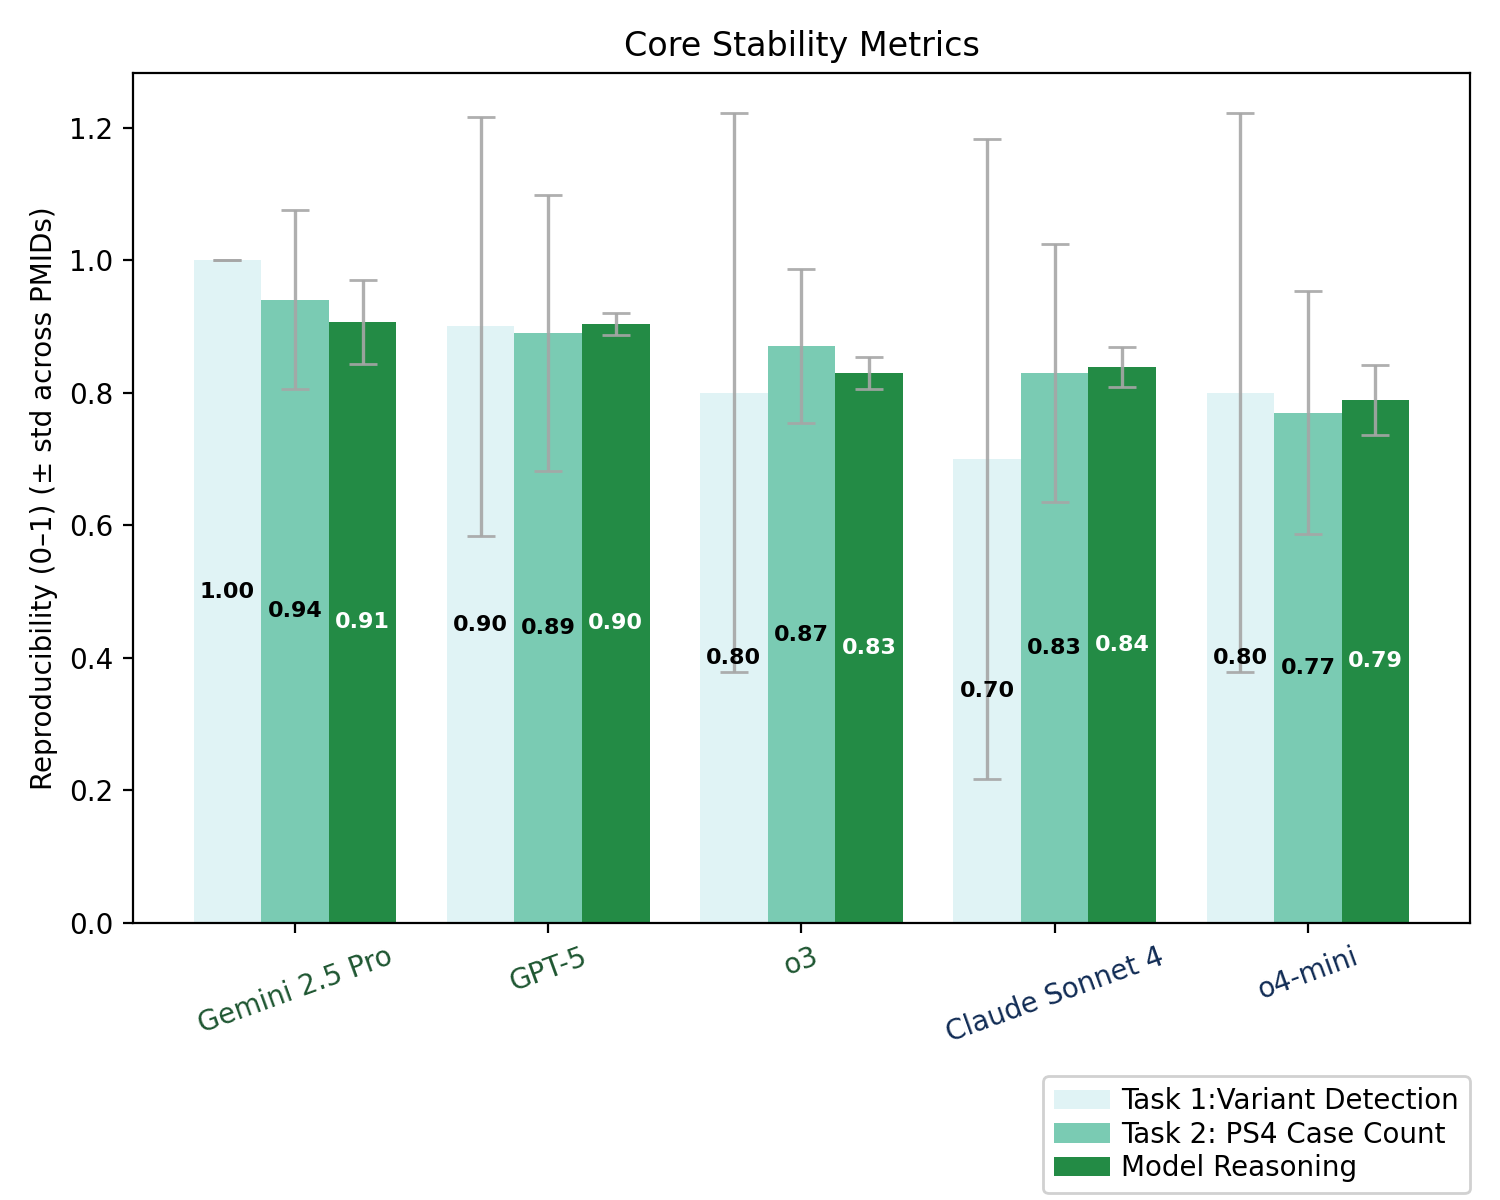 Core Stability Metrics
Reproducibility (0–1) (± std across PMIDs)
1.2
1.0
0.8
0.6
0.4
0.2
0.0
1.00 0.94 0.91
0.90 0.89 0.90
0.80 0.87 0.83
0.70 0.83 0.84
0.80 0.77 0.79
Gemini 2.5 Pro
GPT-5
o3
Claude Sonnet 4
o4-mini
Task 1:Variant Detection
Task 2: PS4 Case Count
Model Reasoning